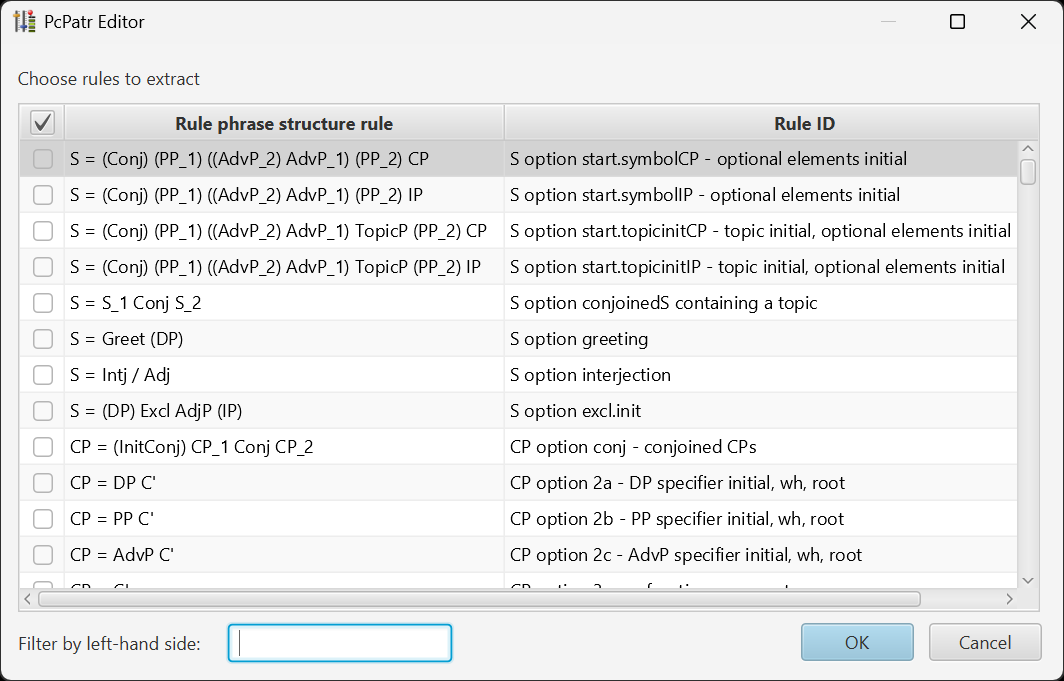 PcPatr Editor
Choose rules to extract
Rule phrase structure rule Rule ID
S = (Conj) (PP_1) ((AdvP_2) AdvP_1) (PP_2) CP S option start.symbolCP - optional elements initial
S = (Conj) (PP_1) ((AdvP_2) AdvP_1) (PP_2) IP S option start.symbolIP - optional elements initial
S = (Conj) (PP_1) ((AdvP_2) AdvP_1) TopicP (PP_2) CP S option start.topicinitCP - topic initial, optional elements initial
S = (Conj) (PP_1) ((AdvP_2) AdvP_1) TopicP (PP_2) IP S option start.topicinitIP - topic initial, optional elements initial
S = S_1 Conj S_2 S option conjoinedS containing a topic
S = Greet (DP) S option greeting
S = Intj / Adj S option interjection
S = (DP) Excl AdjP (IP) S option excl.init
CP = (InitConj) CP_1 Conj CP_2 CP option conj - conjoined CPs
CP = DP C' CP option 2a - DP specifier initial, wh, root
CP = PP C' CP option 2b - PP specifier initial, wh, root
CP = AdvP C' CP option 2c - AdvP specifier initial, wh, root
Filter by left-hand side: OK Cancel